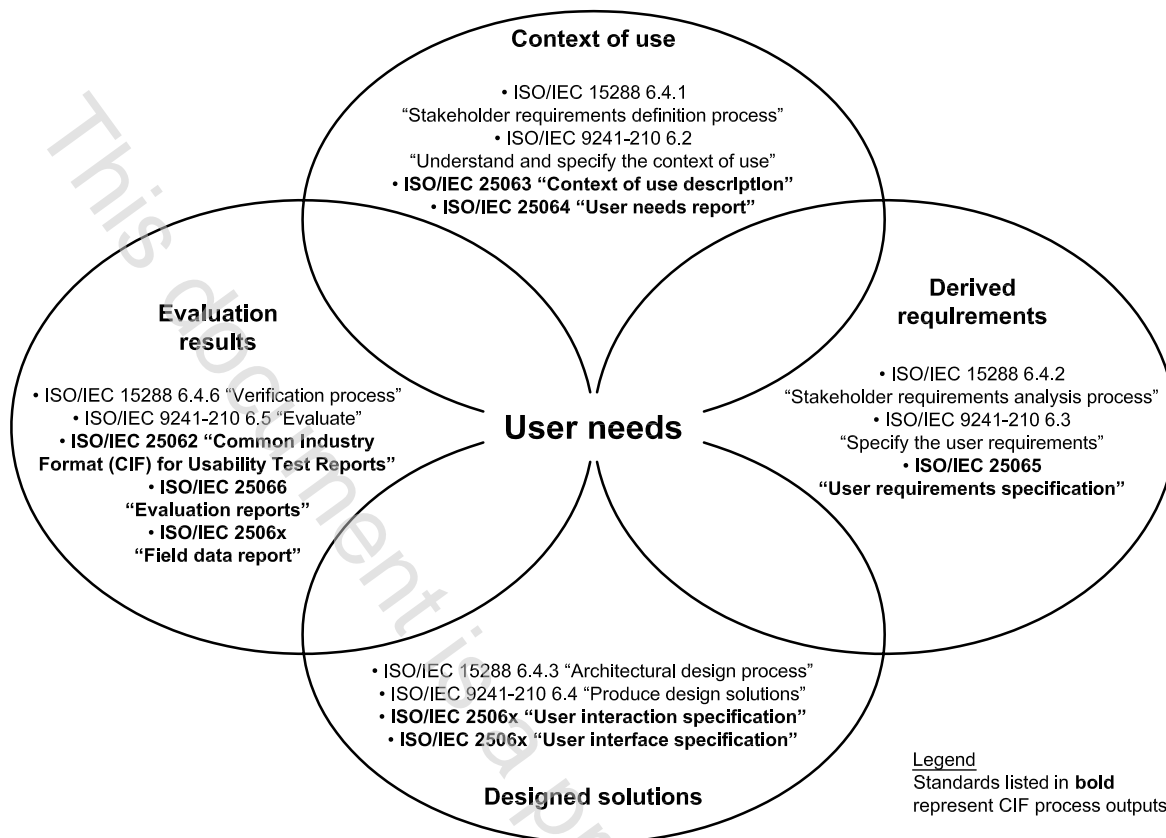 Context of use
• ISO/IEC 15288 6.4.1
“Stakeholder requirements definition process”
• ISO/IEC 9241-210 6.2
“Understand and specify the context of use”
• ISO/IEC 25063 “Context of use description”
• ISO/IEC 25064 “User needs report”
Evaluation
results
• ISO/IEC 15288 6.4.6 “Verification process”
• ISO/IEC 9241-210 6.5 “Evaluate”
• ISO/IEC 25062 “Common Industry
Format (CIF) for Usability Test Reports”
• ISO/IEC 25066
“Evaluation reports”
• ISO/IEC 2506x
“Field data report”
User needs
Derived
requirements
• ISO/IEC 15288 6.4.2
“Stakeholder requirements analysis process”
• ISO/IEC 9241-210 6.3
“Specify the user requirements”
• ISO/IEC 25065
“User requirements specification”
• ISO/IEC 15288 6.4.3 “Architectural design process”
• ISO/IEC 9241-210 6.4 “Produce design solutions”
• ISO/IEC 2506x “User interaction specification”
• ISO/IEC 2506x “User interface specification”
Designed solutions
Legend
Standards listed in bold
represent CIF process outputs
This document is a